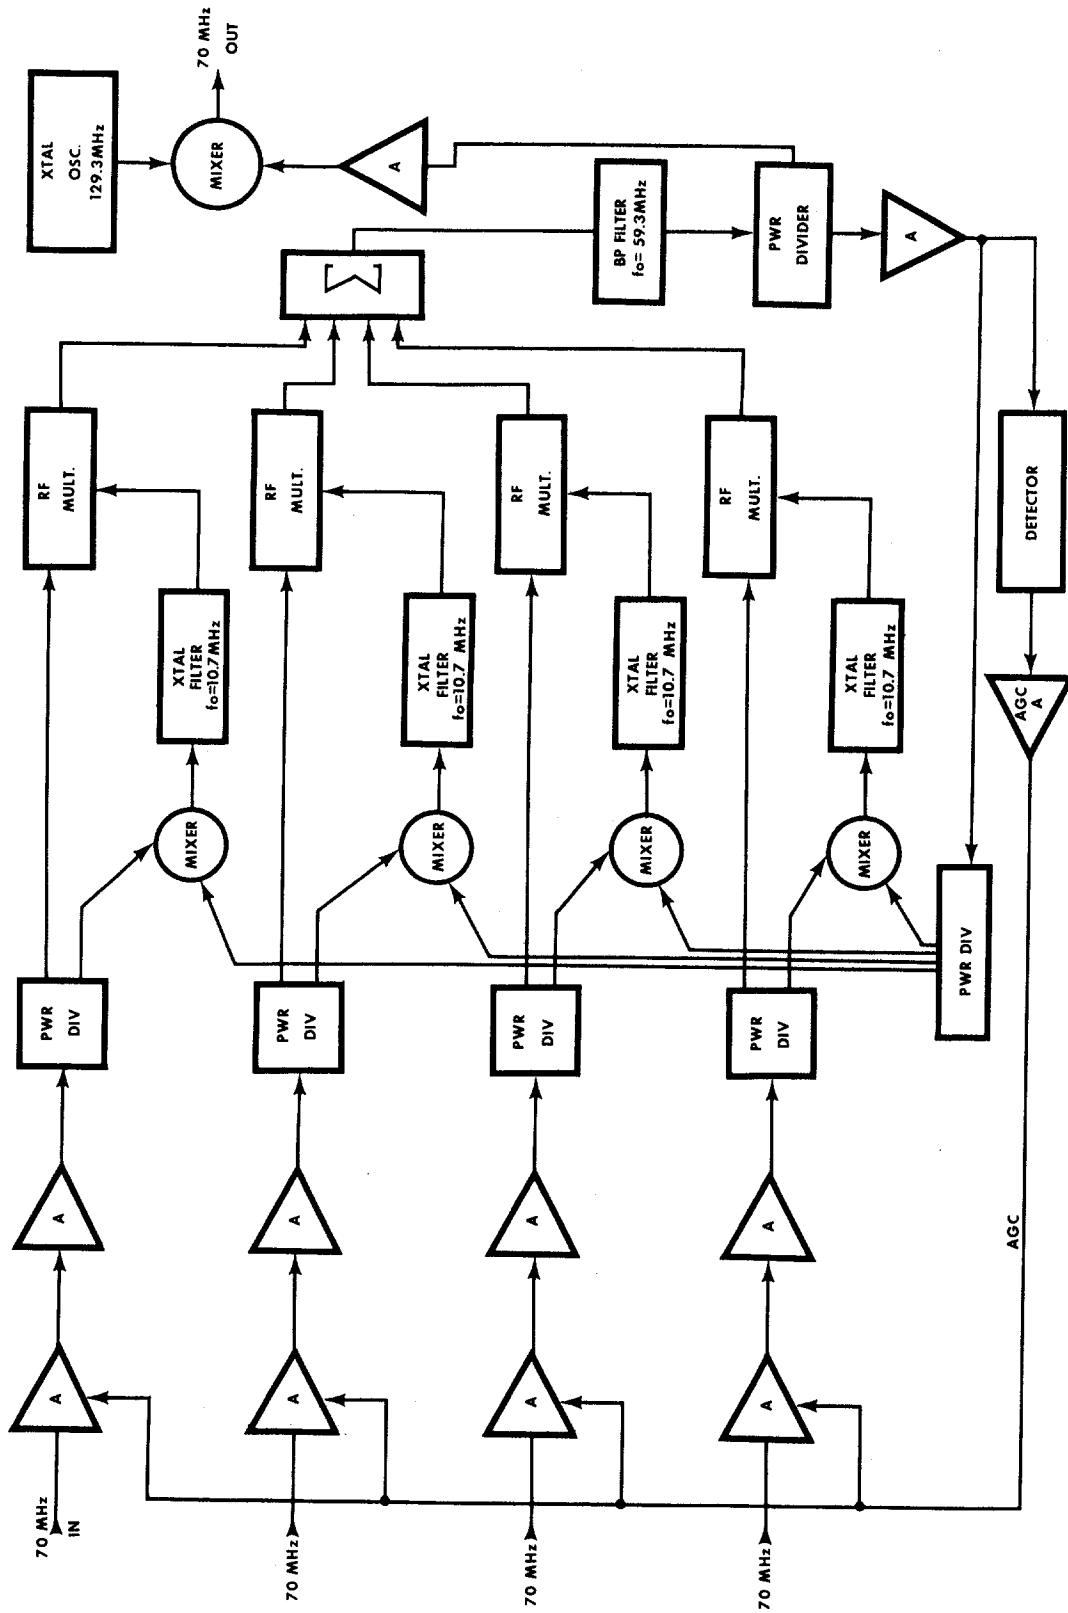 70 MHz
IN
A
A
PWR
DIV
RF
MULT.
XTAL
OSC.
129.3MHz
MIXER
XTAL
FILTER
fo=10.7MHz
MIXER
70 MHz
OUT
70 MHz
A
A
PWR
DIV
RF
MULT.
Σ
A
MIXER
XTAL
FILTER
fo=10.7 MHz
70 MHz
A
A
PWR
DIV
RF
MULT.
BP FILTER
fo= 59.3MHz
MIXER
XTAL
FILTER
fo=10.7 MHz
70 MHz
A
A
PWR
DIV
RF
MULT.
PWR
DIVIDER
MIXER
XTAL
FILTER
fo=10.7 MHz
A
PWR DIV
AGC
AGC
A
DETECTOR